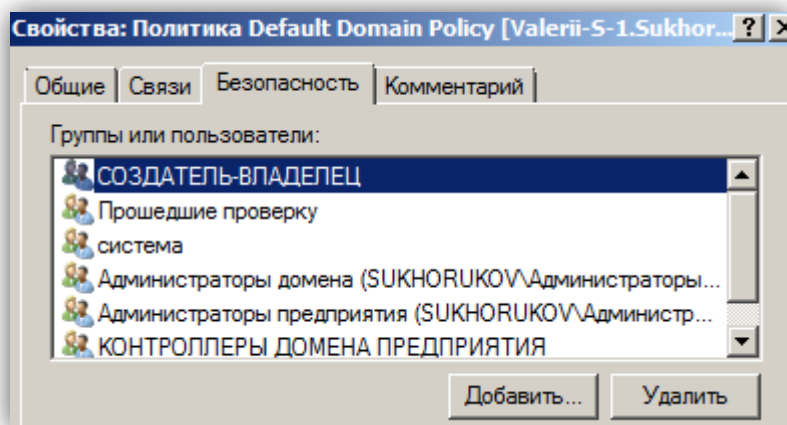 Свойства: Политика Default Domain Policy [Valerii-S-1.Sukhor... ? X
Общие Связи Безопасность Комментарий
Группы или пользователи:
СОЗДАТЕЛЬ-ВЛАДЕЛЕЦ
Прошедшие проверку
система
Администраторы домена (SUKHORUKOV\Администраторы...
Администраторы предприятия (SUKHORUKOV\Администр...
КОНТРОЛЛЕРЫ ДОМЕНА ПРЕДПРИЯТИЯ
Добавить... Удалить